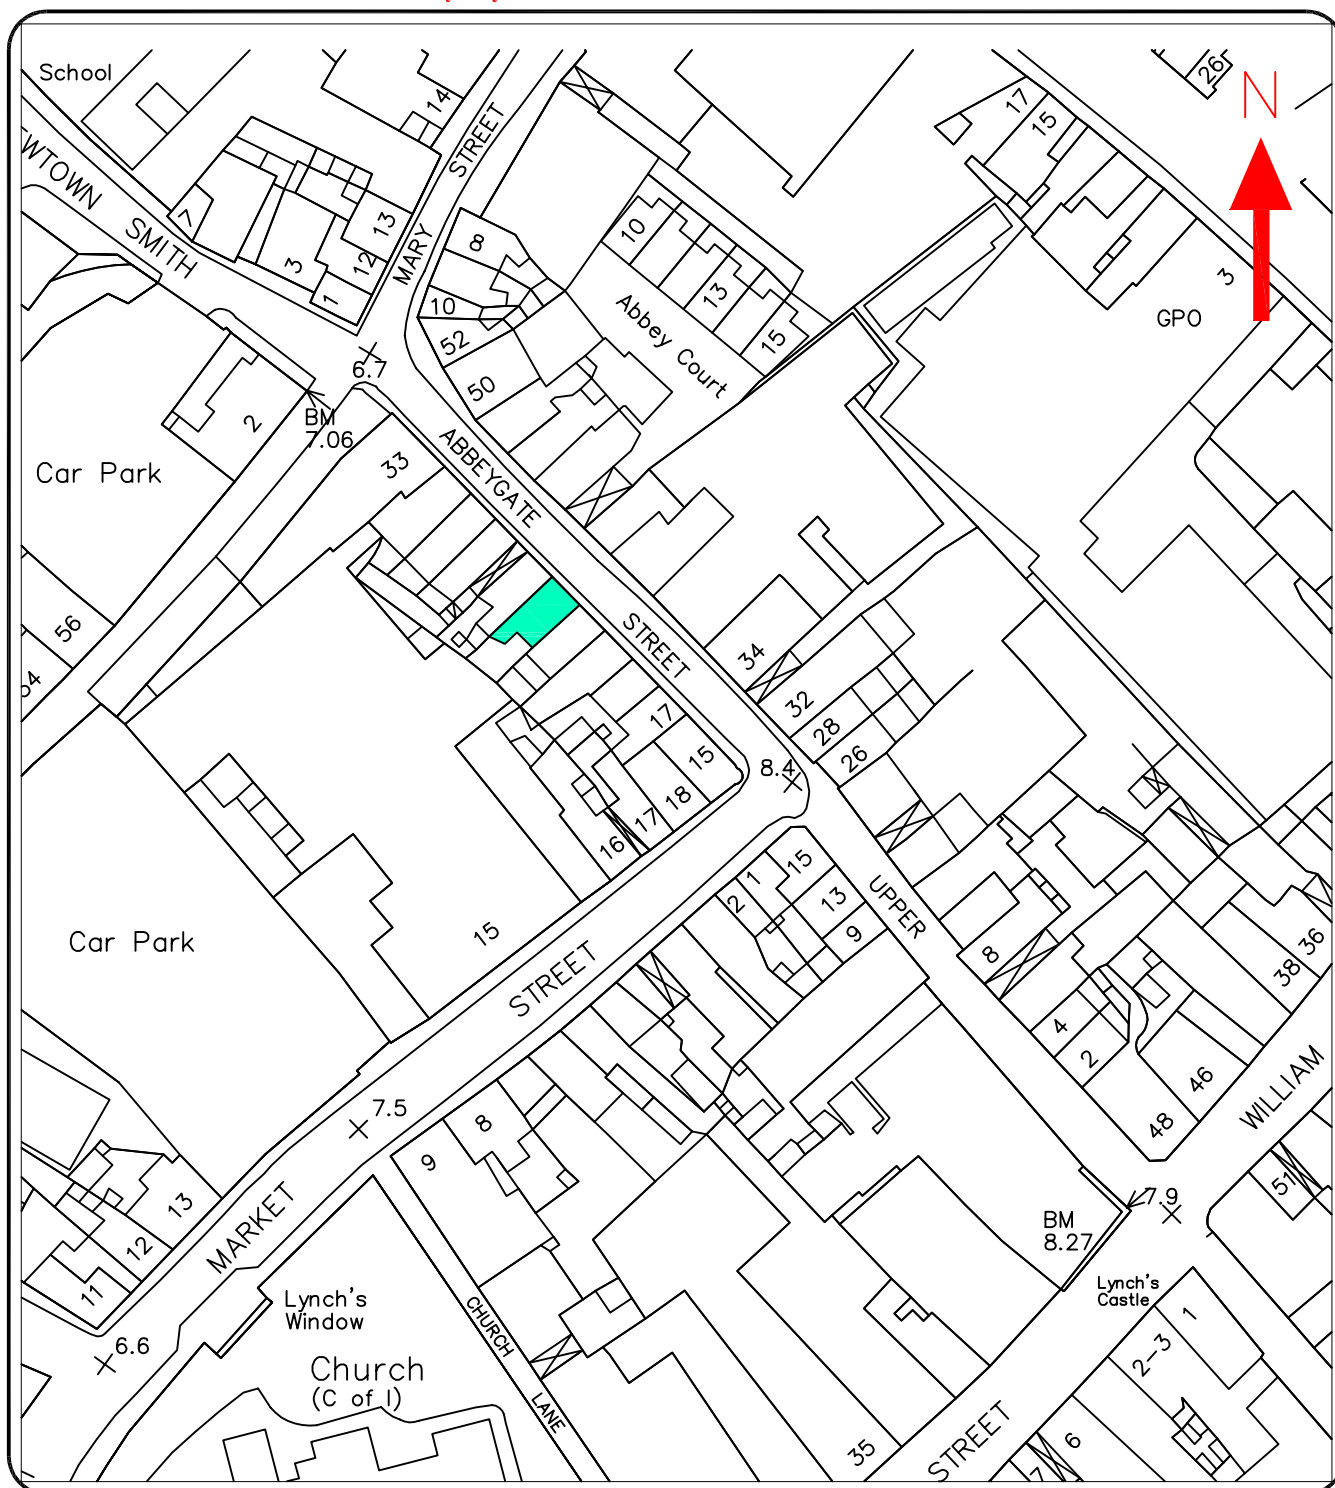 School
14
STREET
17
15
26
N
WTOWN
SMITH
7
3
1
12
13
MARY
8
10
52
50
10
13
15
Abbey Court
3
GPO
6.7
BM
7.06
2
33
Car Park
ABBEYGATE
STREET
56
34
32
28
26
17
15
8.4
18
17
16
15
Car Park
STREET
1
2
15
13
9
UPPER
8
4
2
36
38
46
48
WILLIAM
7.5
8
9
13
12
11
MARKET
51
7.9
BM
8.27
Lynch's
Castle
Lynch's
Window
CHURCH
LANE
6.6
Church
(C of I)
1
2-3
6
7
35
STREET